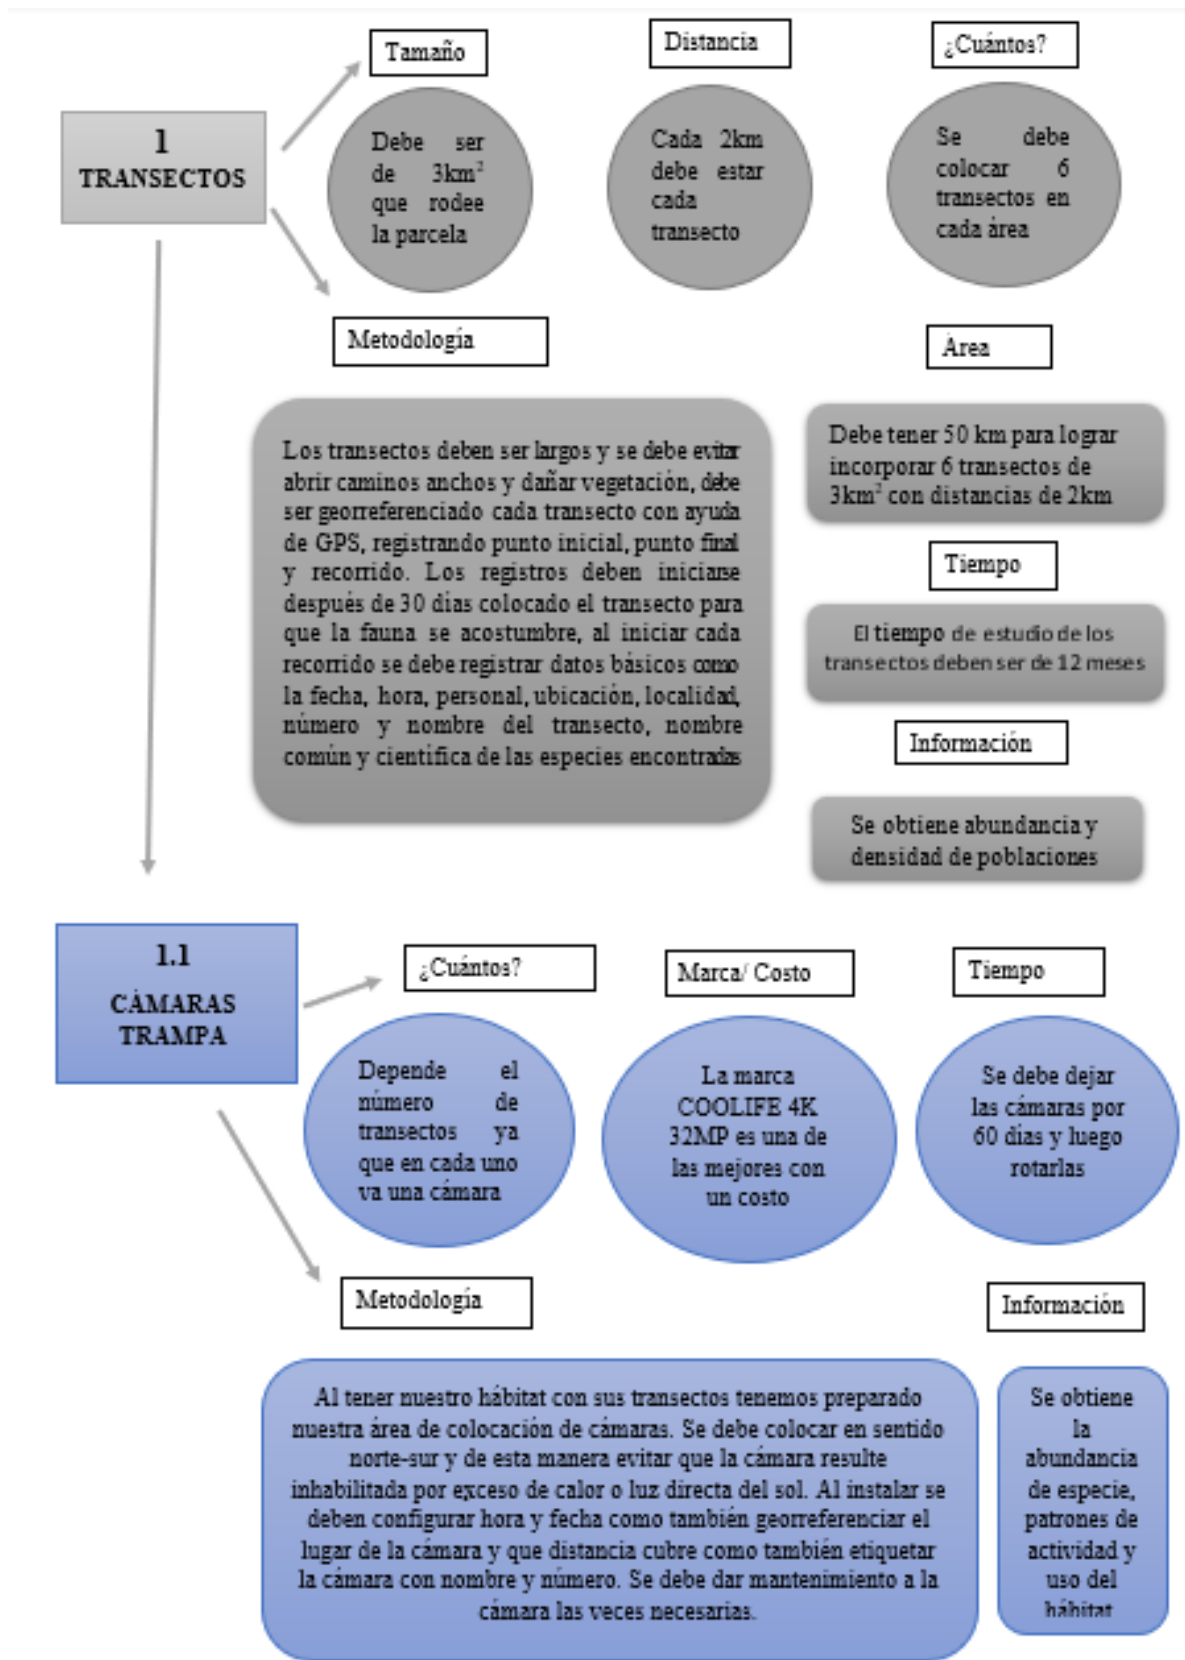 1
TRANSECTOS
Tamaño
Debe ser
de 3km²
que rodee
la parcela
Distancia
Cada 2km
debe estar
cada
transecto
¿Cuántos?
Se debe
colocar 6
transectos en
cada área
Metodología
Los transectos deben ser largos y se debe evitar
abrir caminos anchos y dañar vegetación, debe
ser georreferenciado cada transecto con ayuda
de GPS, registrando punto inicial, punto final
y recorrido. Los registros deben iniciarse
después de 30 días colocado el transecto para
que la fauna se acostumbre, al iniciar cada
recorrido se debe registrar datos básicos como
la fecha, hora, personal, ubicación, localidad,
número y nombre del transecto, nombre
común y científica de las especies encontradas
Área
Debe tener 50 km para lograr
incorporar 6 transectos de
3km² con distancias de 2km
Tiempo
El tiempo de estudio de los
transectos deben ser de 12 meses
Información
Se obtiene abundancia y
densidad de poblaciones
1.1
CÁMARAS
TRAMPA
¿Cuántos?
Depende el
número de
transectos ya
que en cada uno
va una cámara
Marca/ Costo
La marca
COOLIFE 4K
32MP es una de
las mejores con
un costo
Tiempo
Se debe dejar
las cámaras por
60 días y luego
rotarlas
Metodología
Al tener nuestro hábitat con sus transectos tenemos preparado
nuestra área de colocación de cámaras. Se debe colocar en sentido
norte-sur y de esta manera evitar que la cámara resulte
inhabilitada por exceso de calor o luz directa del sol. Al instalar se
deben configurar hora y fecha como también georreferenciar el
lugar de la cámara y que distancia cubre como también etiquetar
la cámara con nombre y número. Se debe dar mantenimiento a la
cámara las veces necesarias.
Información
Se obtiene
la
abundancia
de especie,
patrones de
actividad y
uso del
hábitat